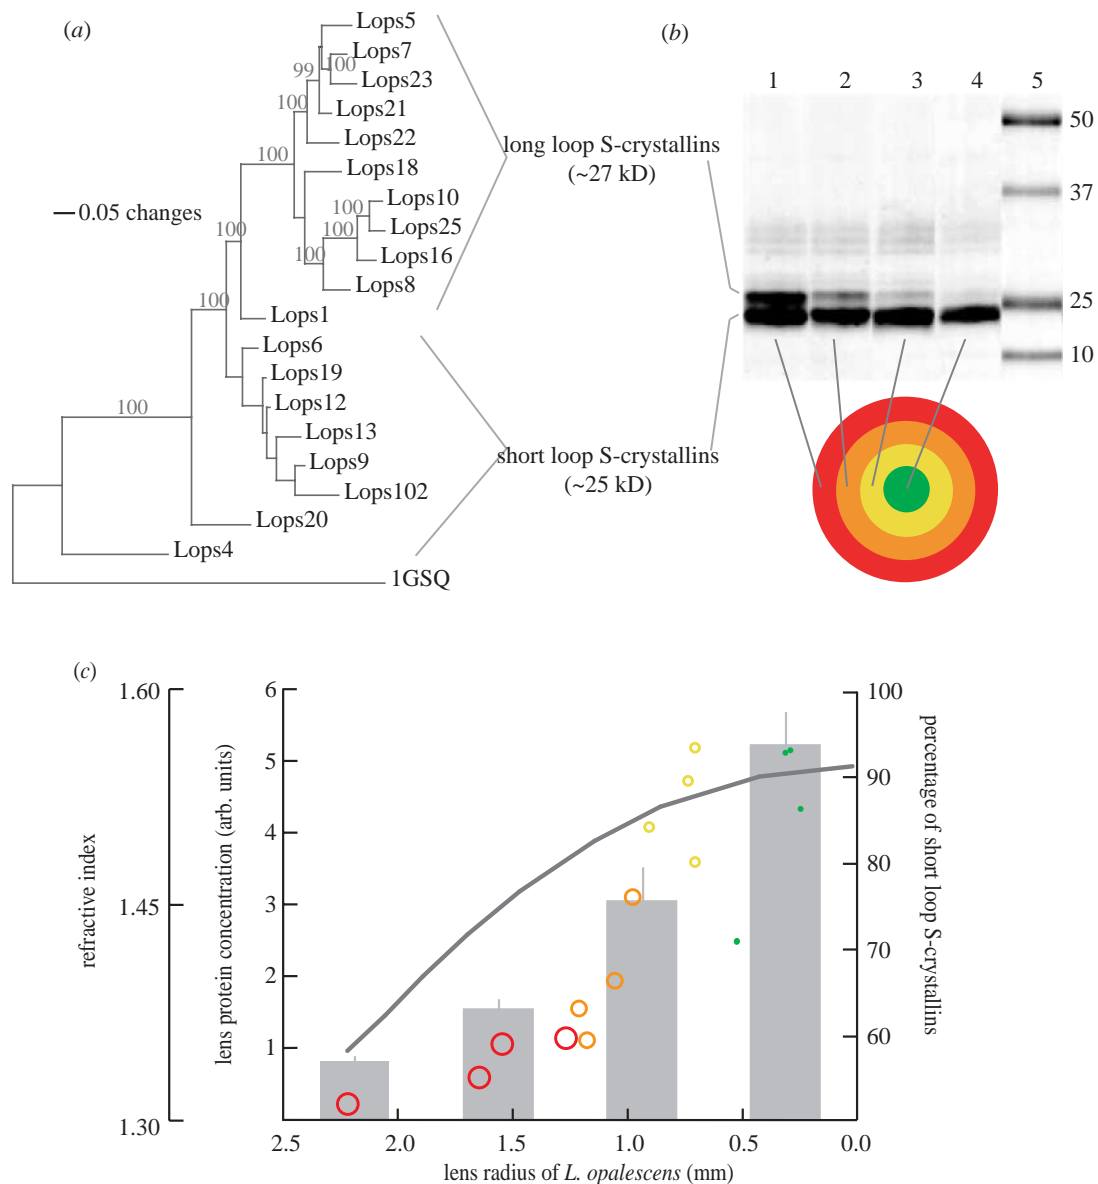 (a)
Lops5
Lops7
99
100
Lops23
100
Lops21
Lops22
100
Lops18
Lops10
100
Lops25
100
100
Lops16
100
Lops8
100
Lops1
Lops6
Lops19
Lops12
100
Lops13
Lops9
Lops102
Lops20
Lops4
1GSQ
0.05 changes
long loop S-crystallins
(~27 kD)
short loop S-crystallins
(~25 kD)
(b)
1 2 3 4 5
50
37
25
10
(c)
1.60
1.45
1.30
refractive index
6
5
4
3
2
1
lens protein concentration (arb. units)
100
90
80
70
60
percentage of short loop S-crystallins
2.5 2.0 1.5 1.0 0.5 0.0
lens radius of L. opalescens (mm)